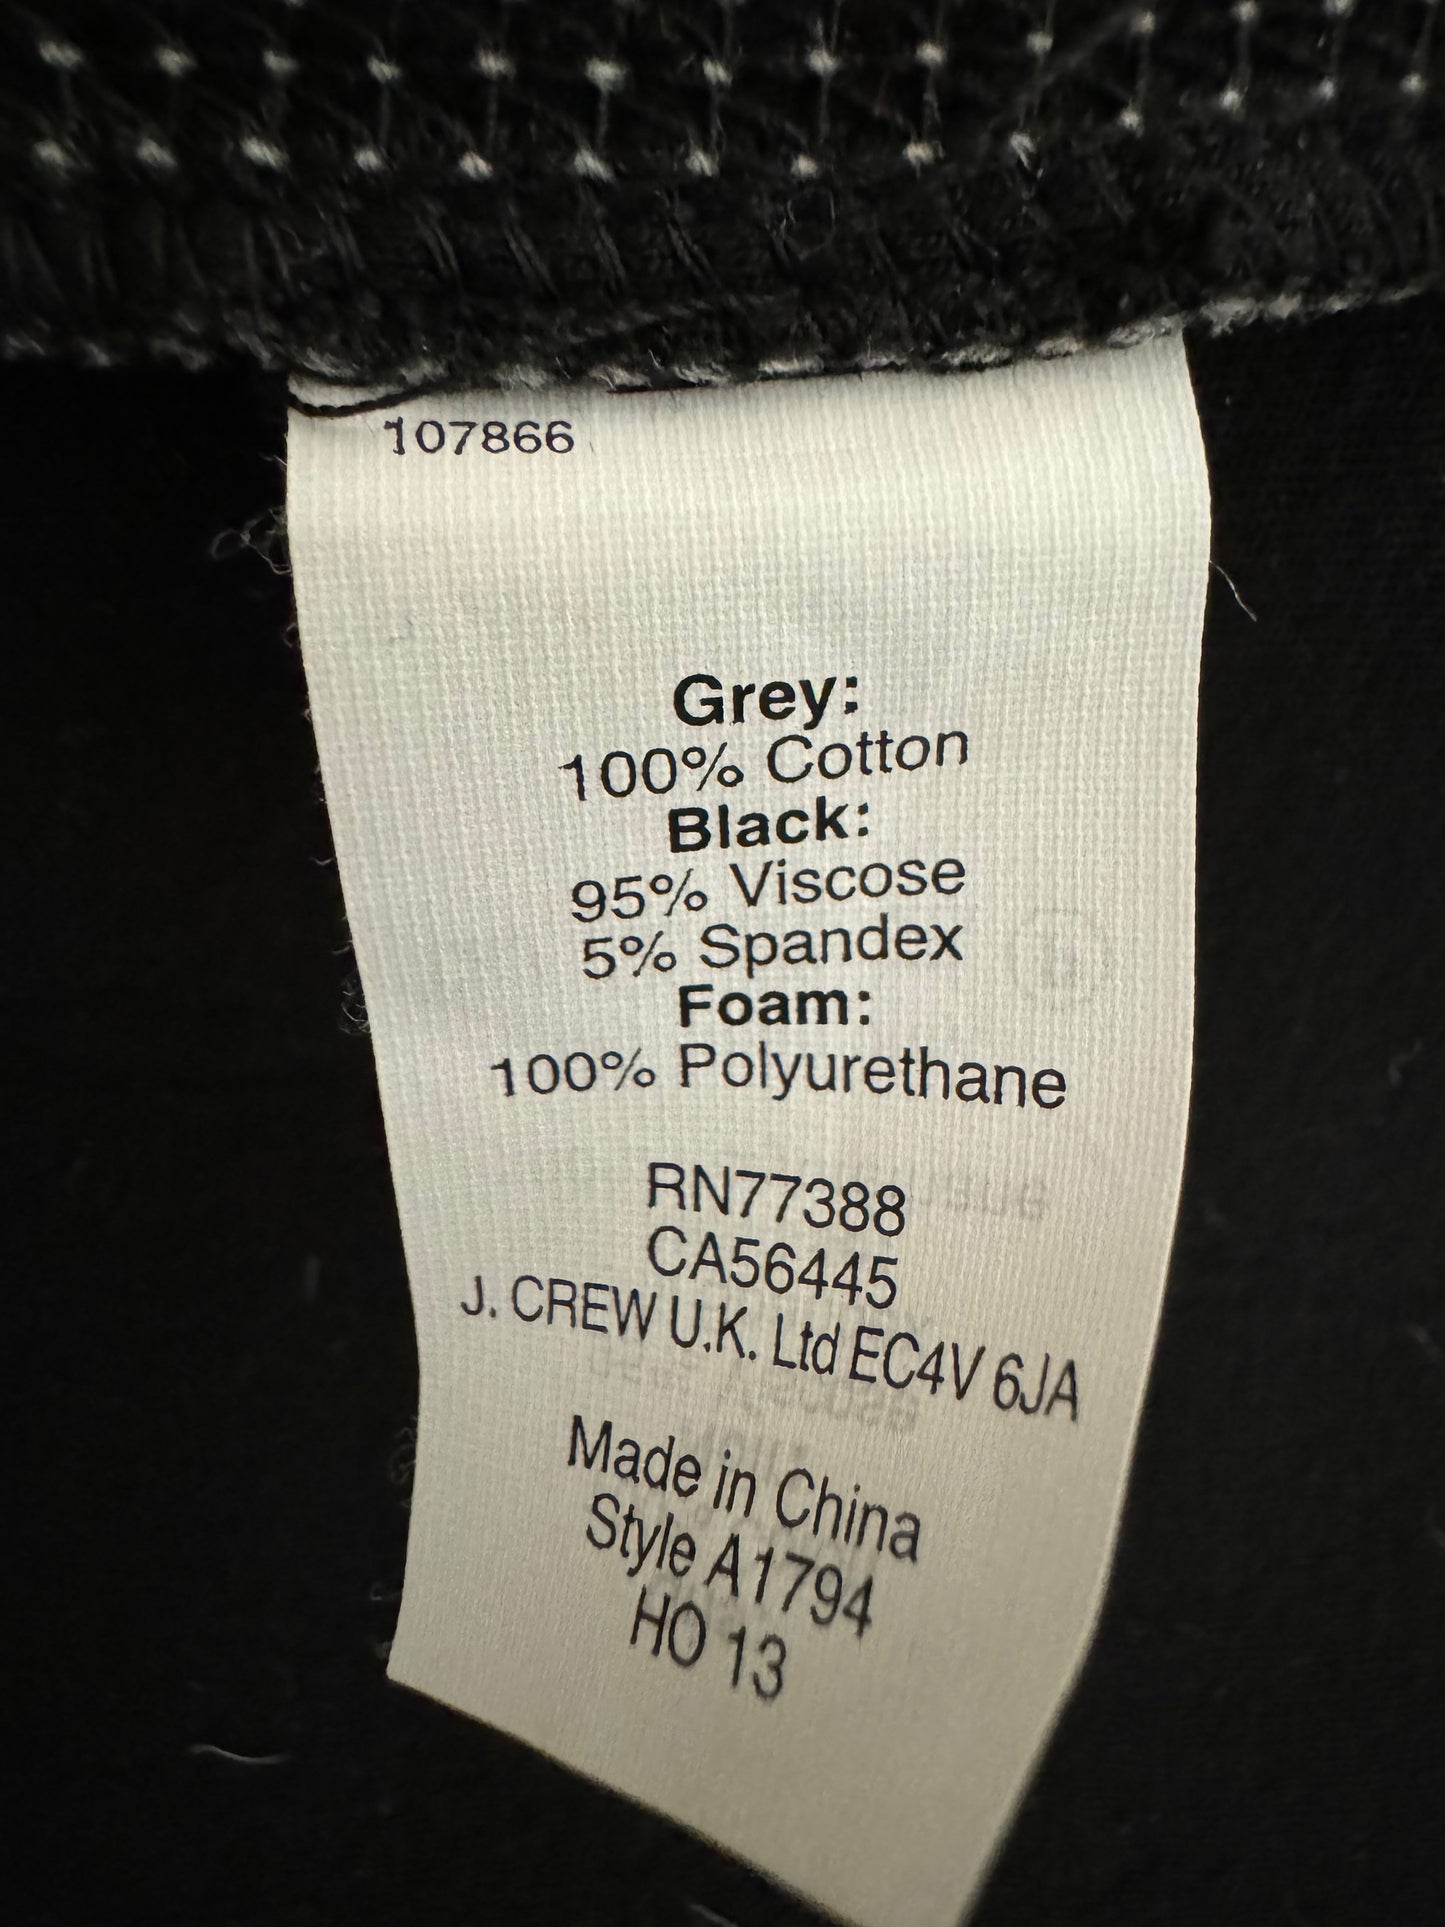 107866
Grey:
100% Cotton
Black:
95% Viscose
5% Spandex
Foam:
100% Polyurethane
RN77388
CA56445
J. CREW U.K. Ltd EC4V 6JA
Made in China
Style A1794
HO 13